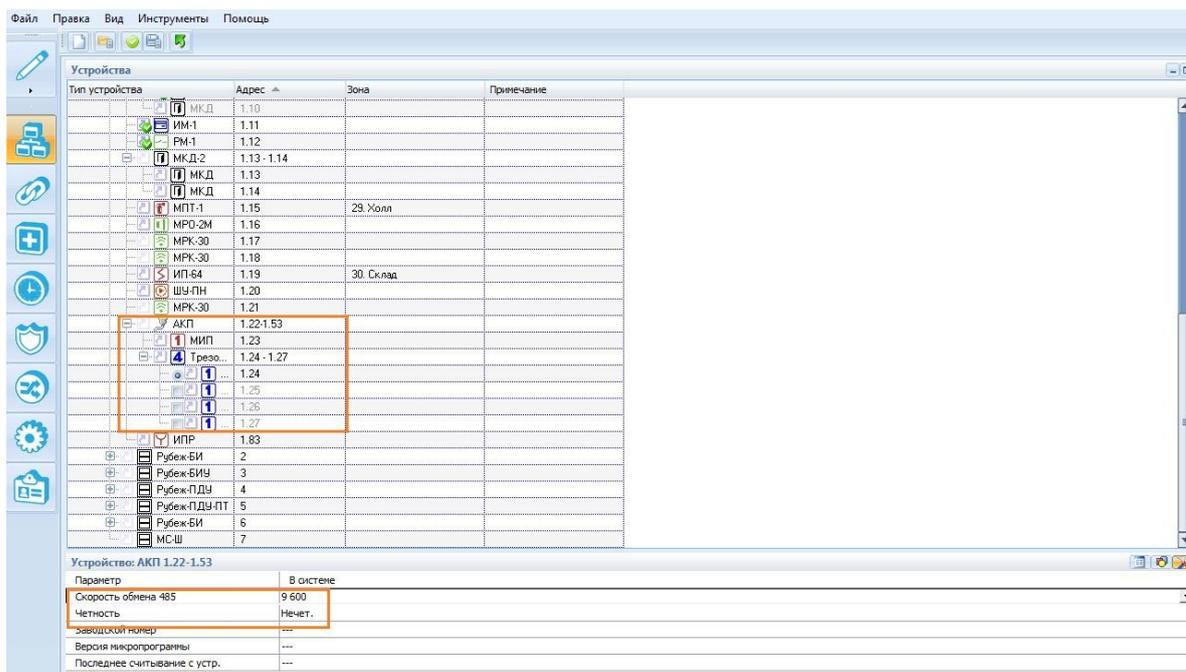 Файл Правка Вид Инструменты Помощь
Устройства
Тип устройства Адрес Зона Примечание
МКД 1.10
ИМ-1 1.11
РМ-1 1.12
МКД-2 1.13 - 1.14
МКД 1.13
МКД 1.14
МПТ-1 1.15 29. Холл
МРО-2М 1.16
МРК-30 1.17
МРК-30 1.18
ИП-64 1.19 30. Склад
ШУ-ПН 1.20
МРК-30 1.21
АКП 1.22-1.53
1 МИП 1.23
4 Трезо... 1.24 - 1.27
1 ... 1.24
1 ... 1.25
1 ... 1.26
1 ... 1.27
ИПР 1.83
Рубеж-БИ 2
Рубеж-БИУ 3
Рубеж-ПДУ 4
Рубеж-ПДУ-ПТ 5
Рубеж-БИ 6
МС-Ш 7
Устройство: АКП 1.22-1.53
Параметр В системе
Скорость обмена 485 9 600
Четность Нечет.
Заводской номер ---
Версия микропрограммы ---
Последнее считывание с устр. ---